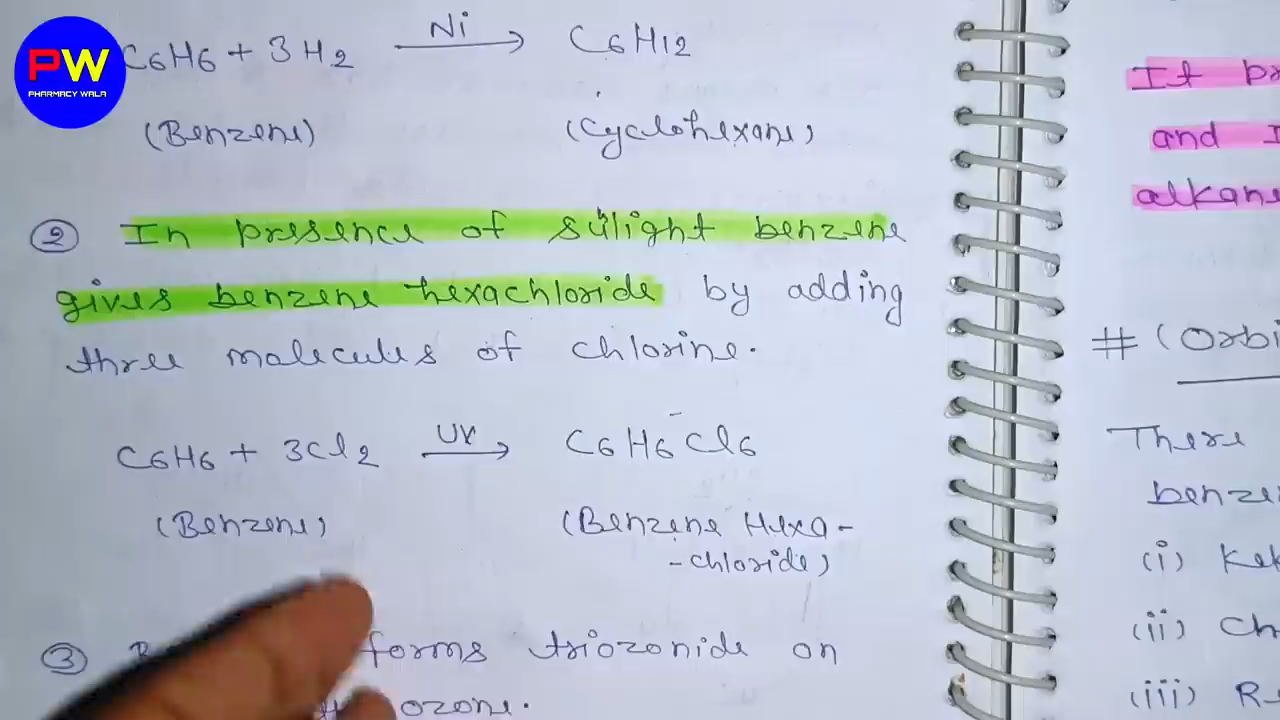 PW
PHARMACY WALA
C6H6 + 3H2 Ni → C6H12
(Benzene) (Cyclohexane)
② In presence of sunlight benzene
gives benzene hexachloride by adding
three molecules of chlorine.
C6H6 + 3Cl2 UV → C6H6Cl6
(Benzene) (Benzene Hexa-
-chloride)
③ forms triozonide on
ozone.
It
and
alkane
# (Orbi
There
benze
(i) Kek
(ii) Ch
(iii) R